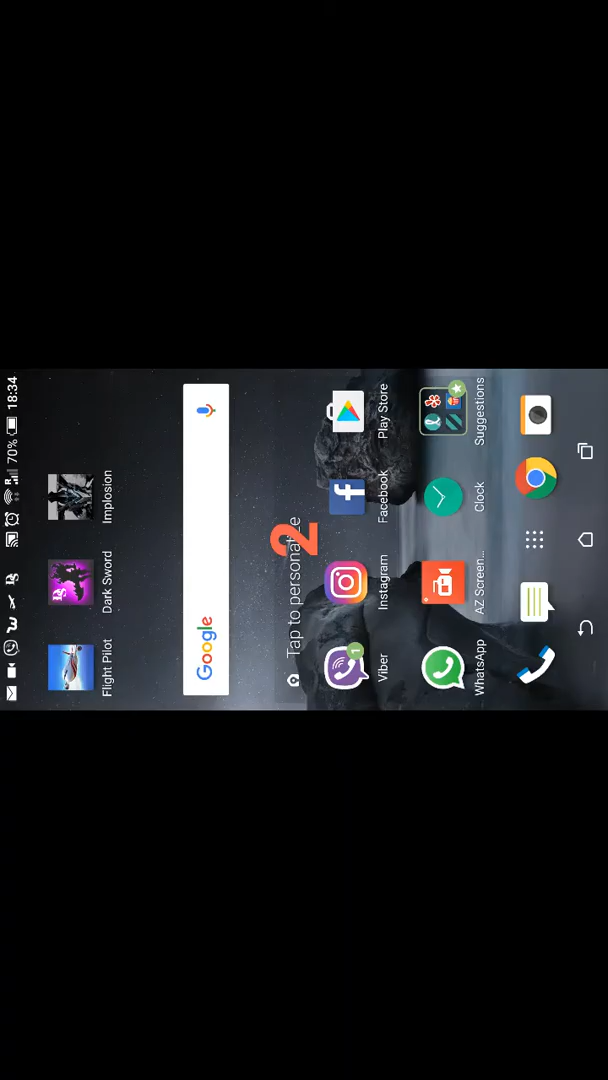 70% 18:34
Flight Pilot Dark Sword Implosion
Google
Tap to personalize
2
Viber Instagram Facebook Play Store
1
WhatsApp AZ Screen... Clock Suggestions